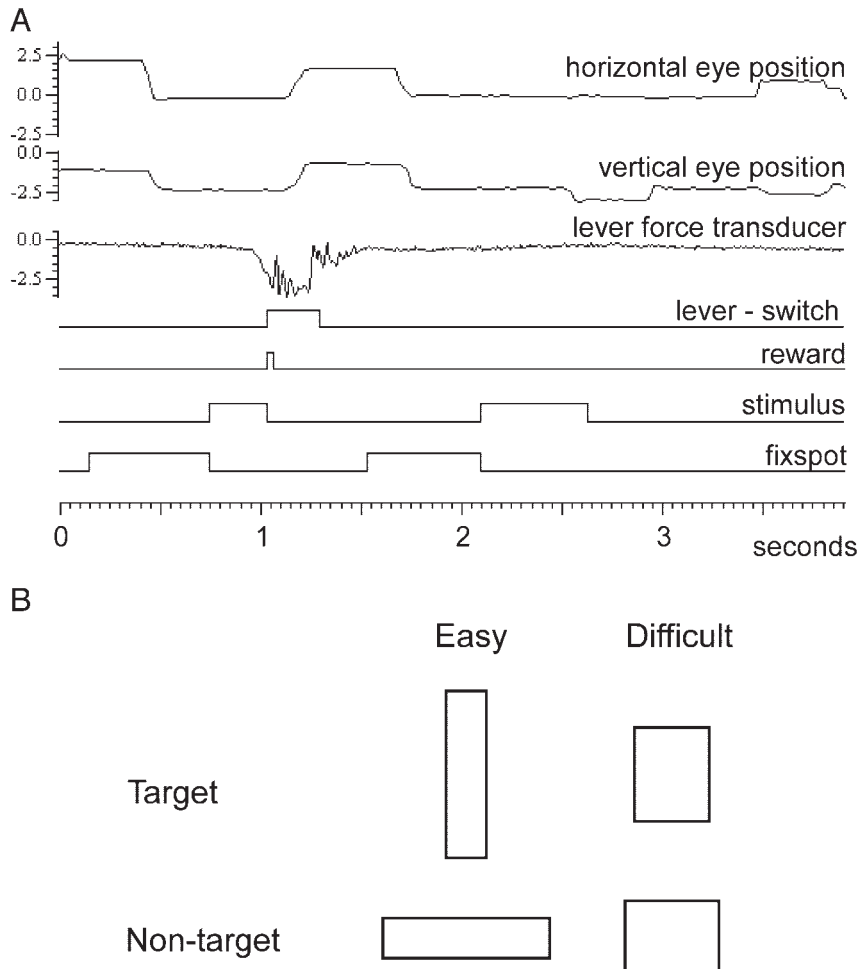 A
2.5
0.0
-2.5
horizontal eye position
0.0
-2.5
vertical eye position
0.0
-2.5
lever force transducer
lever - switch
reward
stimulus
fixspot
0 1 2 3 seconds
B
Easy Difficult
Target
Non-target